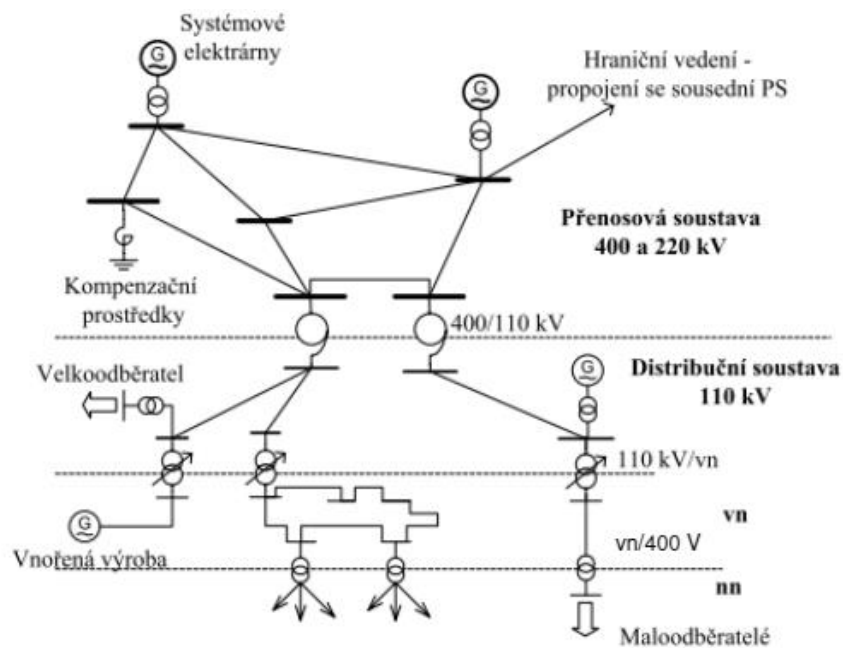 Systémové
elektrárny
G
G
Hraniční vedení -
propojení se sousední PS
Přenosová soustava
400 a 220 kV
Kompenzační
prostředky
400/110 kV
Velkoodběratel
G
Distribuční soustava
110 kV
110 kV/vn
G
Vnořená výroba
vn
vn/400 V
nn
Maloodběratelé